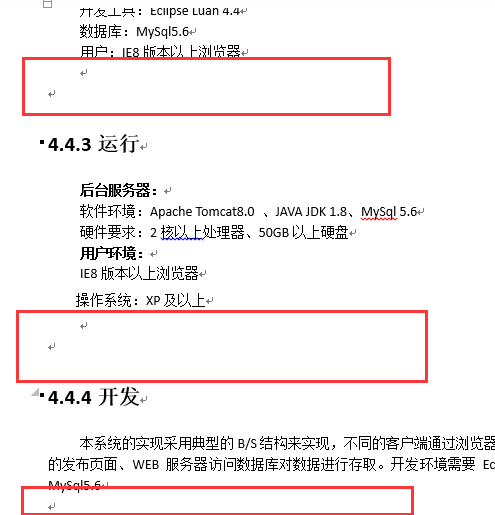 开发工具：Eclipse Luan 4.4
数据库：MySql5.6
用户：IE8 版本以上浏览器
4.4.3 运行
后台服务器：
软件环境：Apache Tomcat8.0 、JAVA JDK 1.8、MySql 5.6
硬件要求：2 核以上处理器、50GB 以上硬盘
用户环境：
IE8 版本以上浏览器
操作系统：XP 及以上
4.4.4 开发
本系统的实现采用典型的 B/S 结构来实现，不同的客户端通过浏览器
的发布页面、WEB 服务器访问数据库对数据进行存取。开发环境需要 Ec
MySql5.6